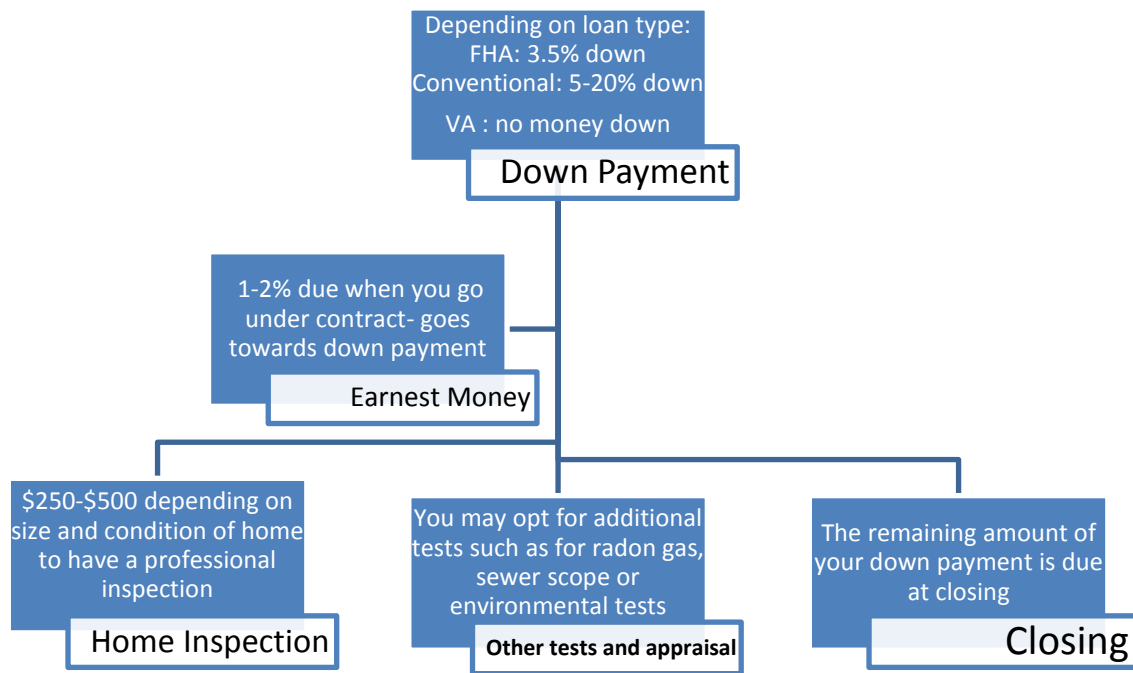 Depending on loan type:
FHA: 3.5% down
Conventional: 5-20% down
VA : no money down
Down Payment
1-2% due when you go
under contract- goes
towards down payment
Earnest Money
$250-$500 depending on
size and condition of home
to have a professional
inspection
Home Inspection
You may opt for additional
tests such as for radon gas,
sewer scope or
environmental tests
Other tests and appraisal
The remaining amount of
your down payment is due
at closing
Closing